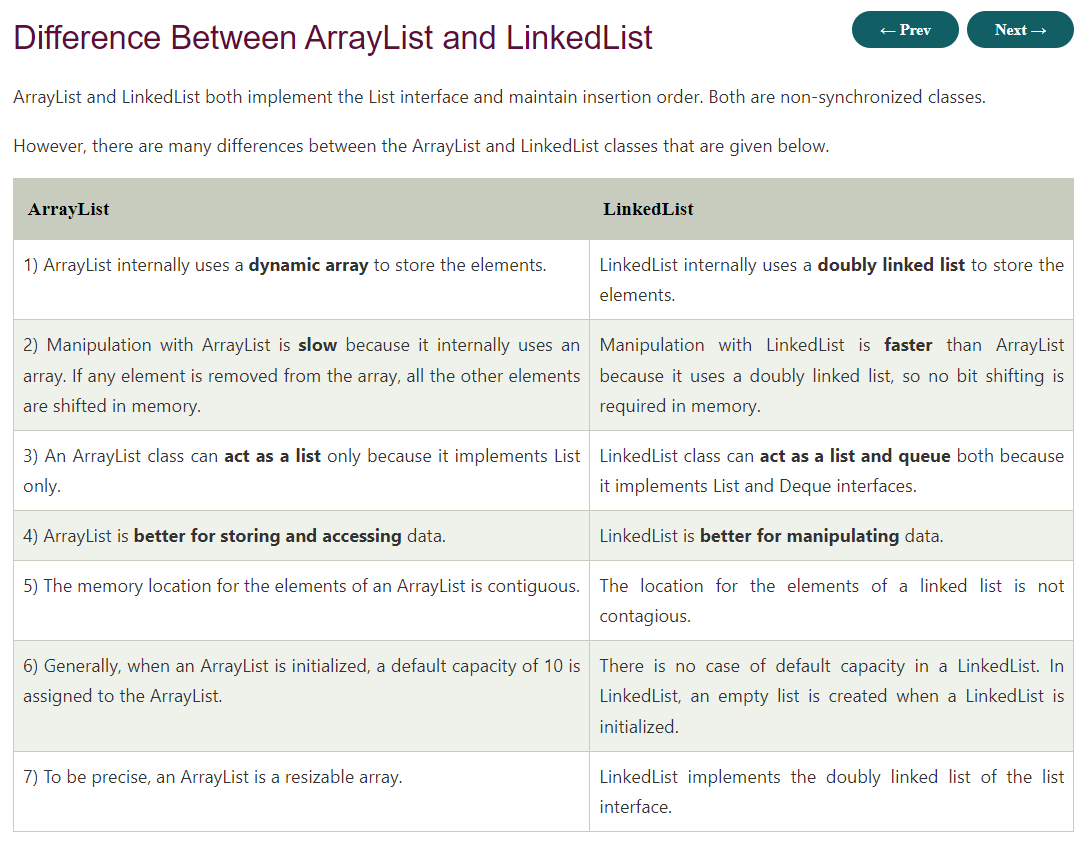 Difference Between ArrayList and LinkedList
← Prev
Next →
ArrayList and LinkedList both implement the List interface and maintain insertion order. Both are non-synchronized classes.
However, there are many differences between the ArrayList and LinkedList classes that are given below.
ArrayList
LinkedList
1) ArrayList internally uses a dynamic array to store the elements.
LinkedList internally uses a doubly linked list to store the
elements.
2) Manipulation with ArrayList is slow because it internally uses an
array. If any element is removed from the array, all the other elements
are shifted in memory.
Manipulation with LinkedList is faster than ArrayList
because it uses a doubly linked list, so no bit shifting is
required in memory.
3) An ArrayList class can act as a list only because it implements List
only.
LinkedList class can act as a list and queue both because
it implements List and Deque interfaces.
4) ArrayList is better for storing and accessing data.
LinkedList is better for manipulating data.
5) The memory location for the elements of an ArrayList is contiguous.
The location for the elements of a linked list is not
contagious.
6) Generally, when an ArrayList is initialized, a default capacity of 10 is
assigned to the ArrayList.
There is no case of default capacity in a LinkedList. In
LinkedList, an empty list is created when a LinkedList is
initialized.
7) To be precise, an ArrayList is a resizable array.
LinkedList implements the doubly linked list of the list
interface.